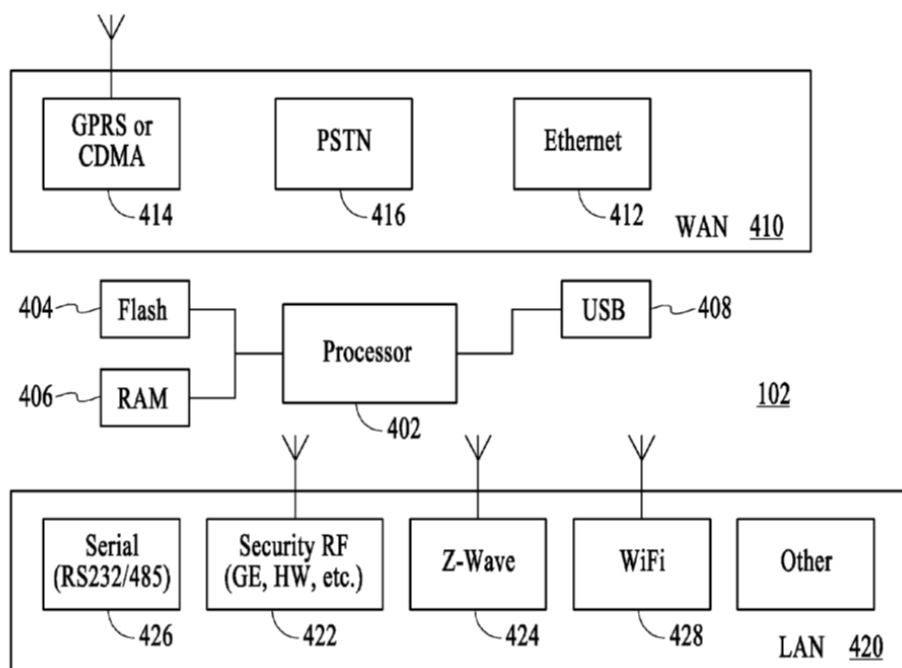 GPRS or
CDMA
414
PSTN
416
Ethernet
412
WAN 410
404
Flash
Processor
402
USB
408
406
RAM
102
Serial
(RS232/485)
426
Security RF
(GE, HW, etc.)
422
Z-Wave
424
WiFi
428
Other
LAN 420